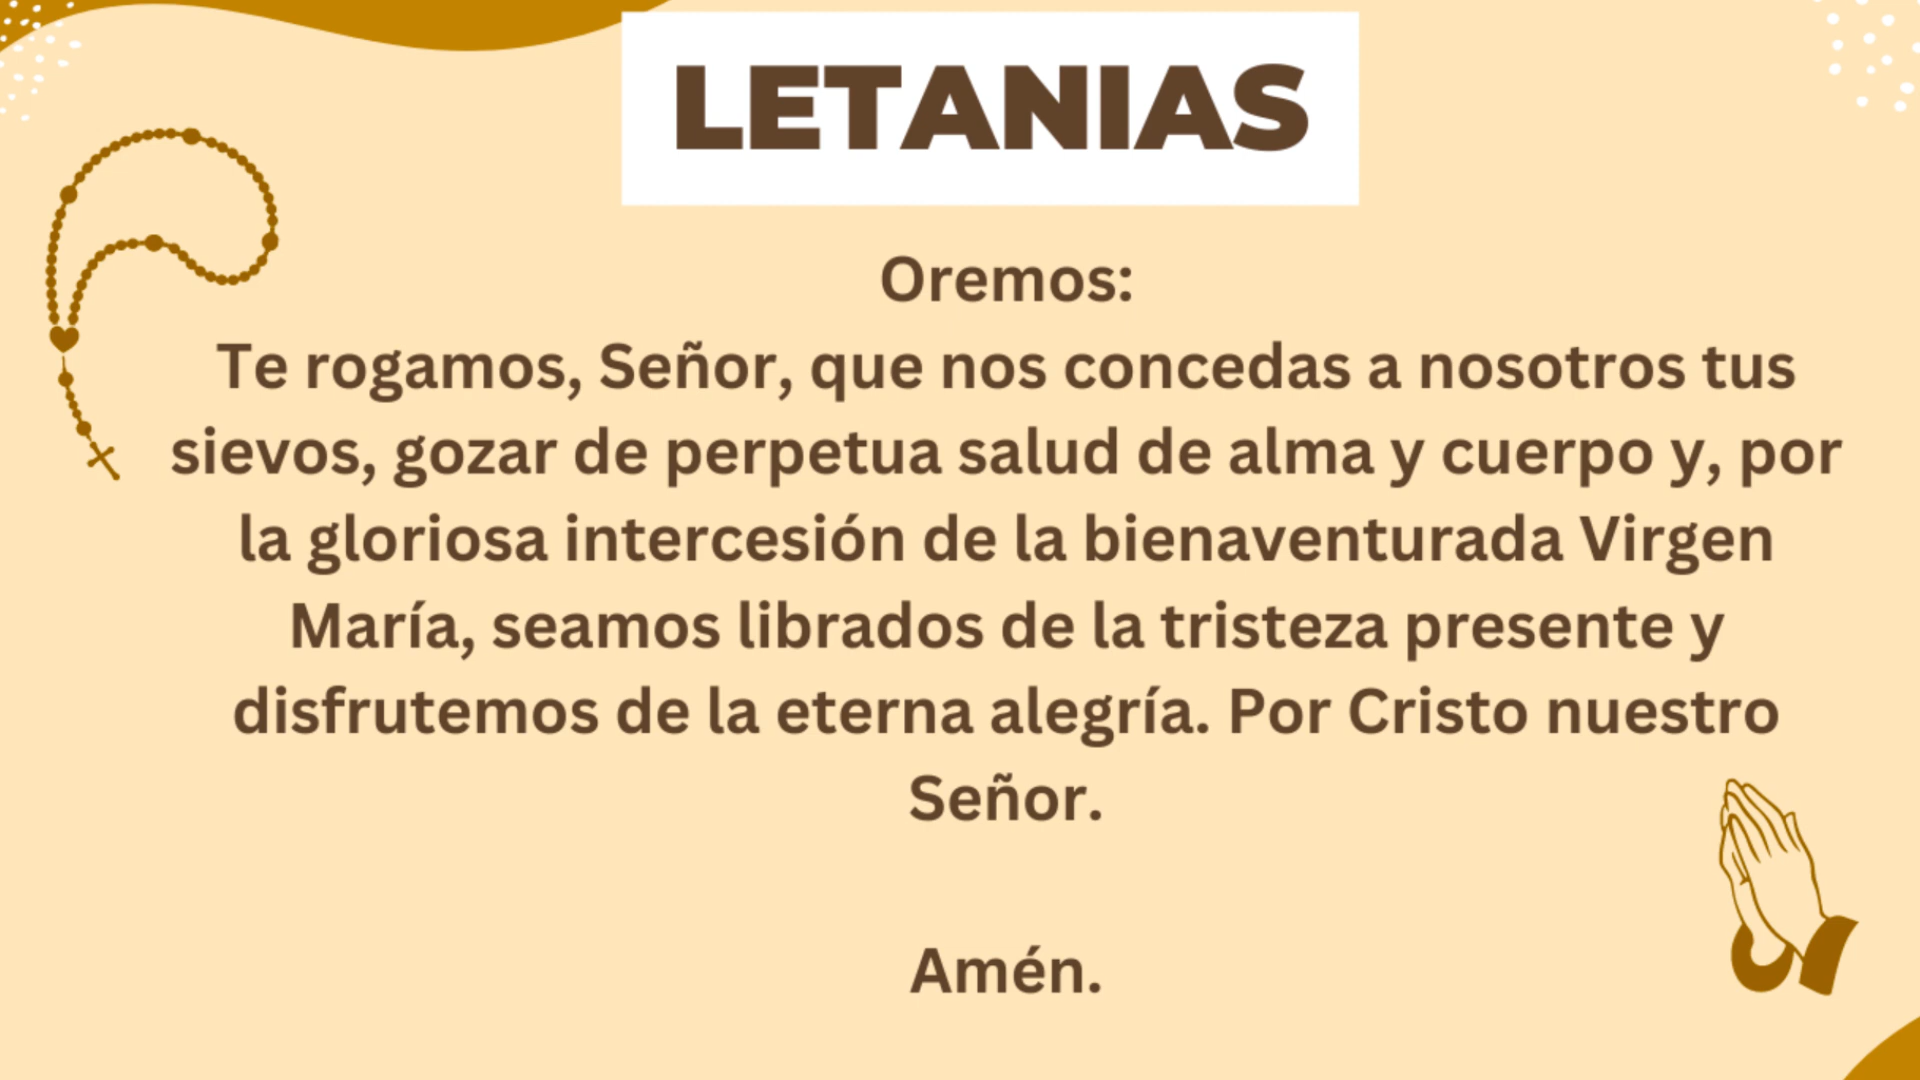 LETANIAS
Oremos:
Te rogamos, Señor, que nos concedas a nosotros tus
sievos, gozar de perpetua salud de alma y cuerpo y, por
la gloriosa intercesión de la bienaventurada Virgen
María, seamos librados de la tristeza presente y
disfrutemos de la eterna alegría. Por Cristo nuestro
Señor.
Amén.